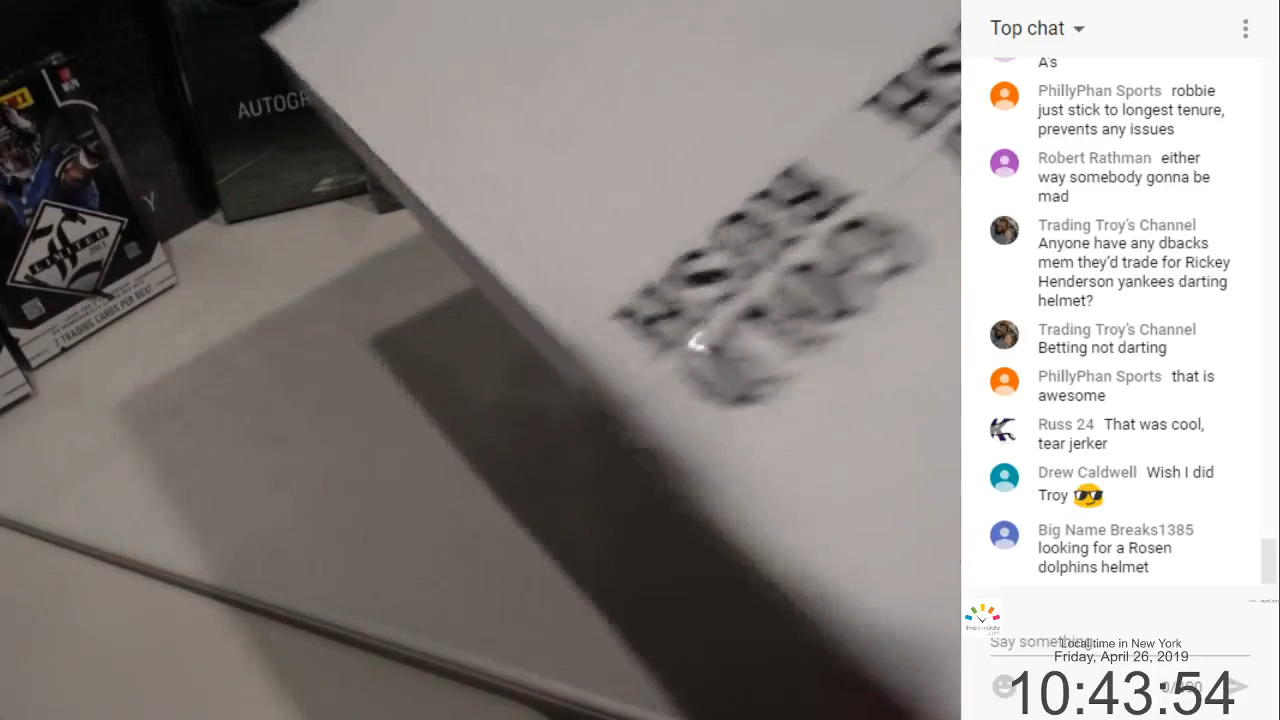 AUTOGR
Y
LIMITED
7 TRADING CARDS PER BOX!
Top chat
A's
PhillyPhan Sports robbie
just stick to longest tenure,
prevents any issues
Robert Rathman either
way somebody gonna be
mad
Trading Troy's Channel
Anyone have any dbacks
mem they'd trade for Rickey
Henderson yankees darting
helmet?
Trading Troy's Channel
Betting not darting
PhillyPhan Sports that is
awesome
Russ 24 That was cool,
tear jerker
Drew Caldwell Wish I did
Troy
Big Name Breaks1385
looking for a Rosen
dolphins helmet
Say something...
Local time in New York
Friday, April 26, 2019
10:43:54